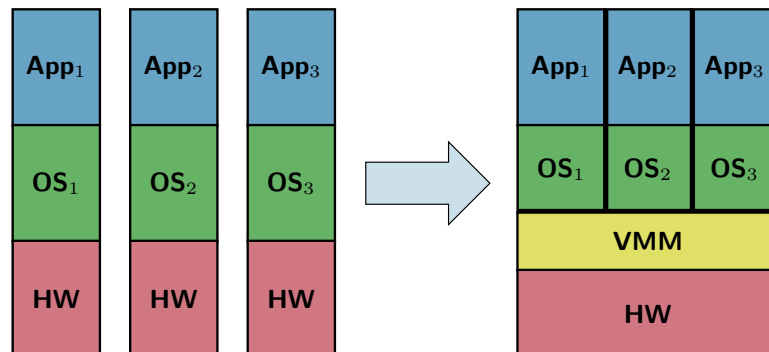 App₁ App₂ App₃ App₁ App₂ App₃
OS₁ OS₂ OS₃ OS₁ OS₂ OS₃
VMM
HW HW HW HW